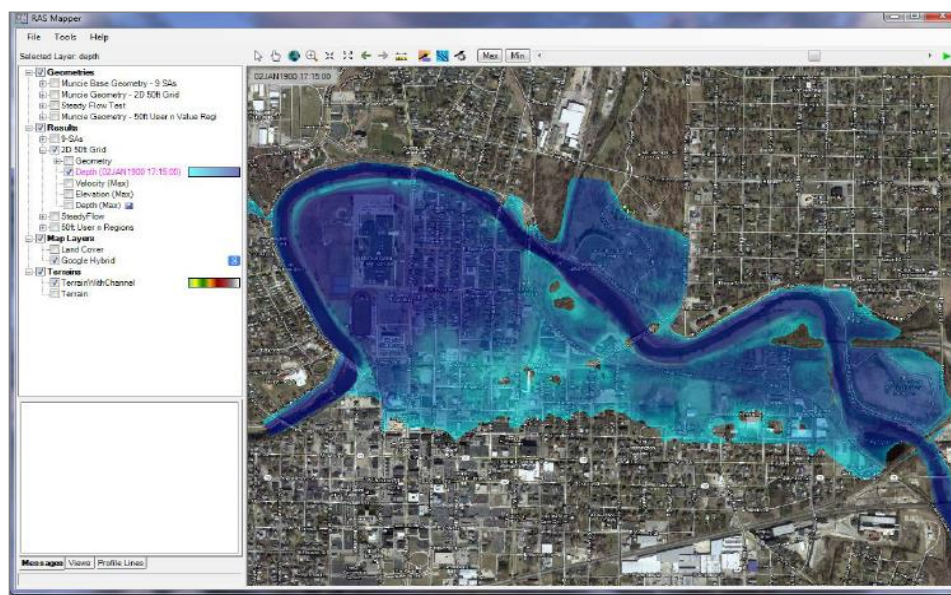 RAS Mapper
File Tools Help
Selected Layer: depth
Max Min
02JAN1900 17:15:00
Geometries
Muncie Base Geometry - 9 SAs
Muncie Geometry - 2D 50ft Grid
Steady Flow Test
Muncie Geometry - 50ft User n Value Regi
Results
9-SAs
2D 50ft Grid
Geometry
Depth (02JAN1900 17:15:00)
Velocity (Max)
Elevation (Max)
Depth (Max)
SteadyFlow
50ft User n Regions
Map Layers
Land Cover
Google Hybrid
Terrains
TerrainWithChannel
Terrain
Messages Views Profile Lines